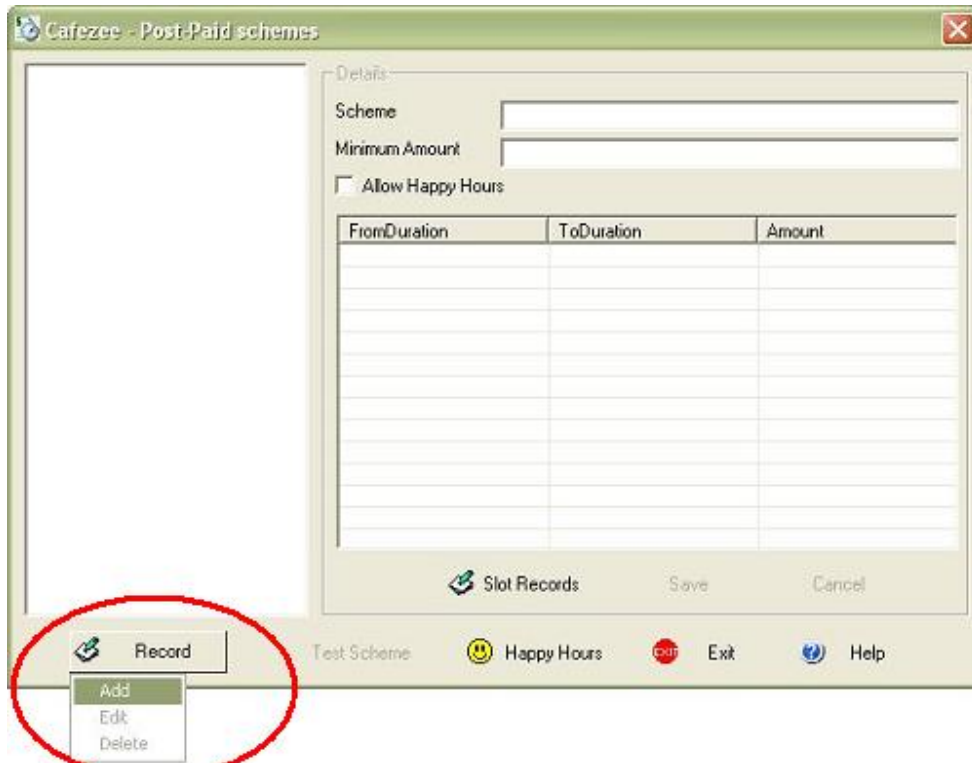 Cafezee - Post-Paid schemes
Details
Scheme
Minimum Amount
Allow Happy Hours
FromDuration ToDuration Amount
Slot Records Save Cancel
Record Test Scheme Happy Hours EXIT Exit Help
Add
Edit
Delete